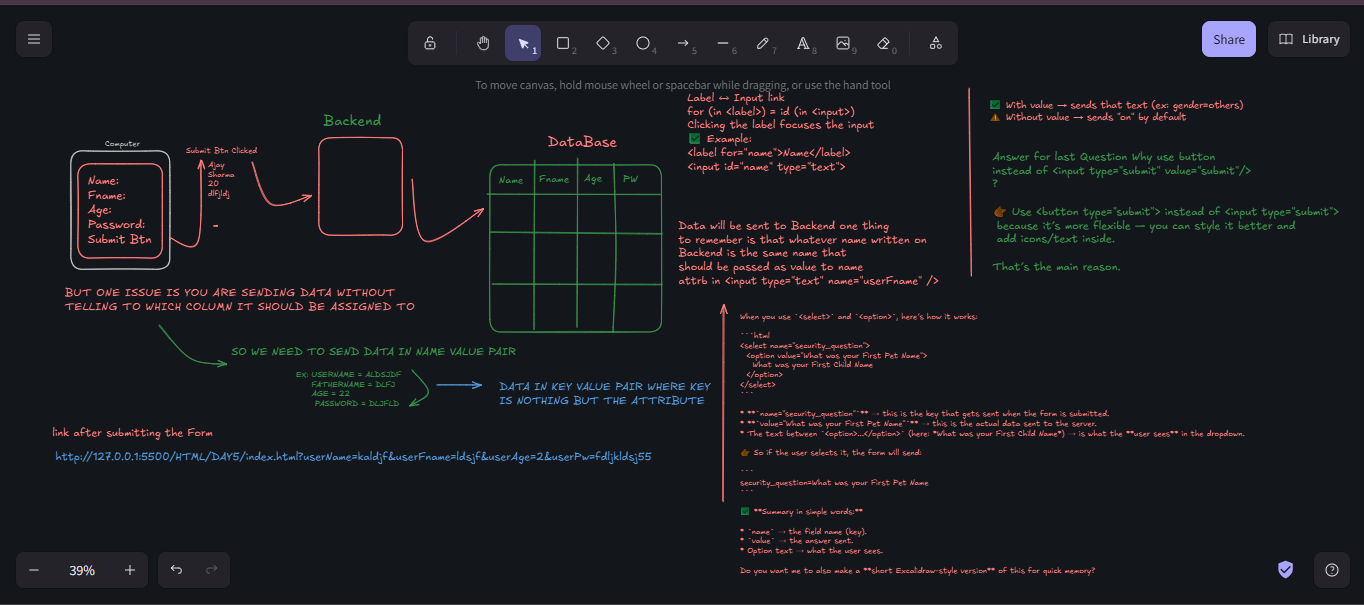 1
2
3
4
5
6
7
8
9
0
Share
Library
To move canvas, hold mouse wheel or spacebar while dragging, or use the hand tool
Computer
Name:
Fname:
Age:
Password:
Submit Btn
Submit Btn Clicked
Ajay
Sharma
20
dlfjldj
-
Backend
DataBase
Name Fname Age PW
BUT ONE ISSUE IS YOU ARE SENDING DATA WITHOUT
TELLING TO WHICH COLUMN IT SHOULD BE ASSIGNED TO
SO WE NEED TO SEND DATA IN NAME VALUE PAIR
EX: USERNAME = ALDSJDF
FATHERNAME = DLFJ
AGE = 22
PASSWORD = DLJFLD
DATA IN KEY VALUE PAIR WHERE KEY
IS NOTHING BUT THE ATTRIBUTE
link after submitting the Form
http://127.0.0.1:5500/HTML/DAY5/index.html?userName=kaldjf&userFname=ldsjf&userAge=2&userPw=fdljkldsj55
Label ↔ Input link
for (in <label>) = id (in <input>)
Clicking the label focuses the input
✅ Example:
<label for="name">Name</label>
<input id="name" type="text">
Data will be sent to Backend one thing
to remember is that whatever name written on
Backend is the same name that
should be passed as value to name
attrb in <input type="text" name="userFname" />
When you use `<select>` and `<option>`, here's how it works:
```html
<select name="security_question">
<option value="What was your First Pet Name">
What was your First Child Name
</option>
</select>
```
* **`name="security_question"`** → this is the key that gets sent when the form is submitted.
* **`value="What was your First Pet Name"`** → this is the actual data sent to the server.
* The text between `<option>...</option>` (here: *What was your First Child Name*) → is what the **user sees** in the dropdown.
👉 So if the user selects it, the form will send:
```
security_question=What was your First Pet Name
```
✅ **Summary in simple words:**
* `name` → the field name (key).
* `value` → the answer sent.
* Option text → what the user sees.
Do you want me to also make a **short Excalidraw-style version** of this for quick memory?
✅ With value → sends that text (ex: gender=others)
⚠️ Without value → sends "on" by default
Answer for last Question Why use button
instead of <input type="submit" value="submit"/>
?
👉 Use <button type="submit"> instead of <input type="submit">
because it's more flexible — you can style it better and
add icons/text inside.
That's the main reason.
39%